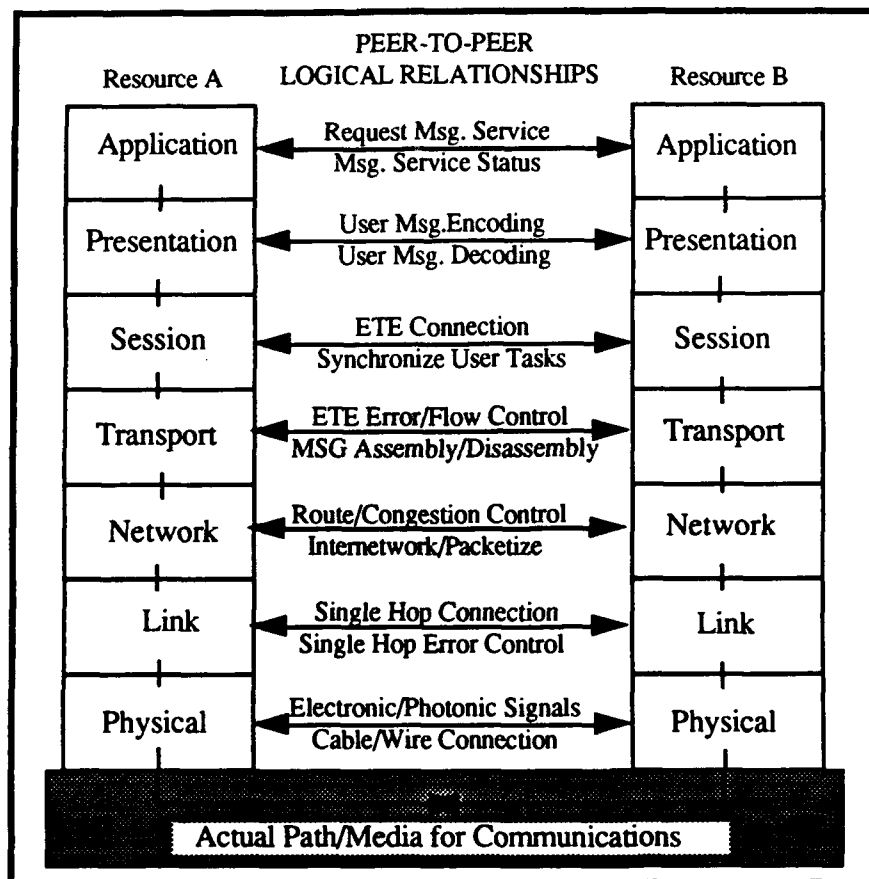 PEER-TO-PEER
LOGICAL RELATIONSHIPS
Resource A
Resource B
Application
Request Msg. Service
Msg. Service Status
Application
Presentation
User Msg.Encoding
User Msg. Decoding
Presentation
Session
ETE Connection
Synchronize User Tasks
Session
Transport
ETE Error/Flow Control
MSG Assembly/Disassembly
Transport
Network
Route/Congestion Control
Internetwork/Packetize
Network
Link
Single Hop Connection
Single Hop Error Control
Link
Physical
Electronic/Photonic Signals
Cable/Wire Connection
Physical
Actual Path/Media for Communications